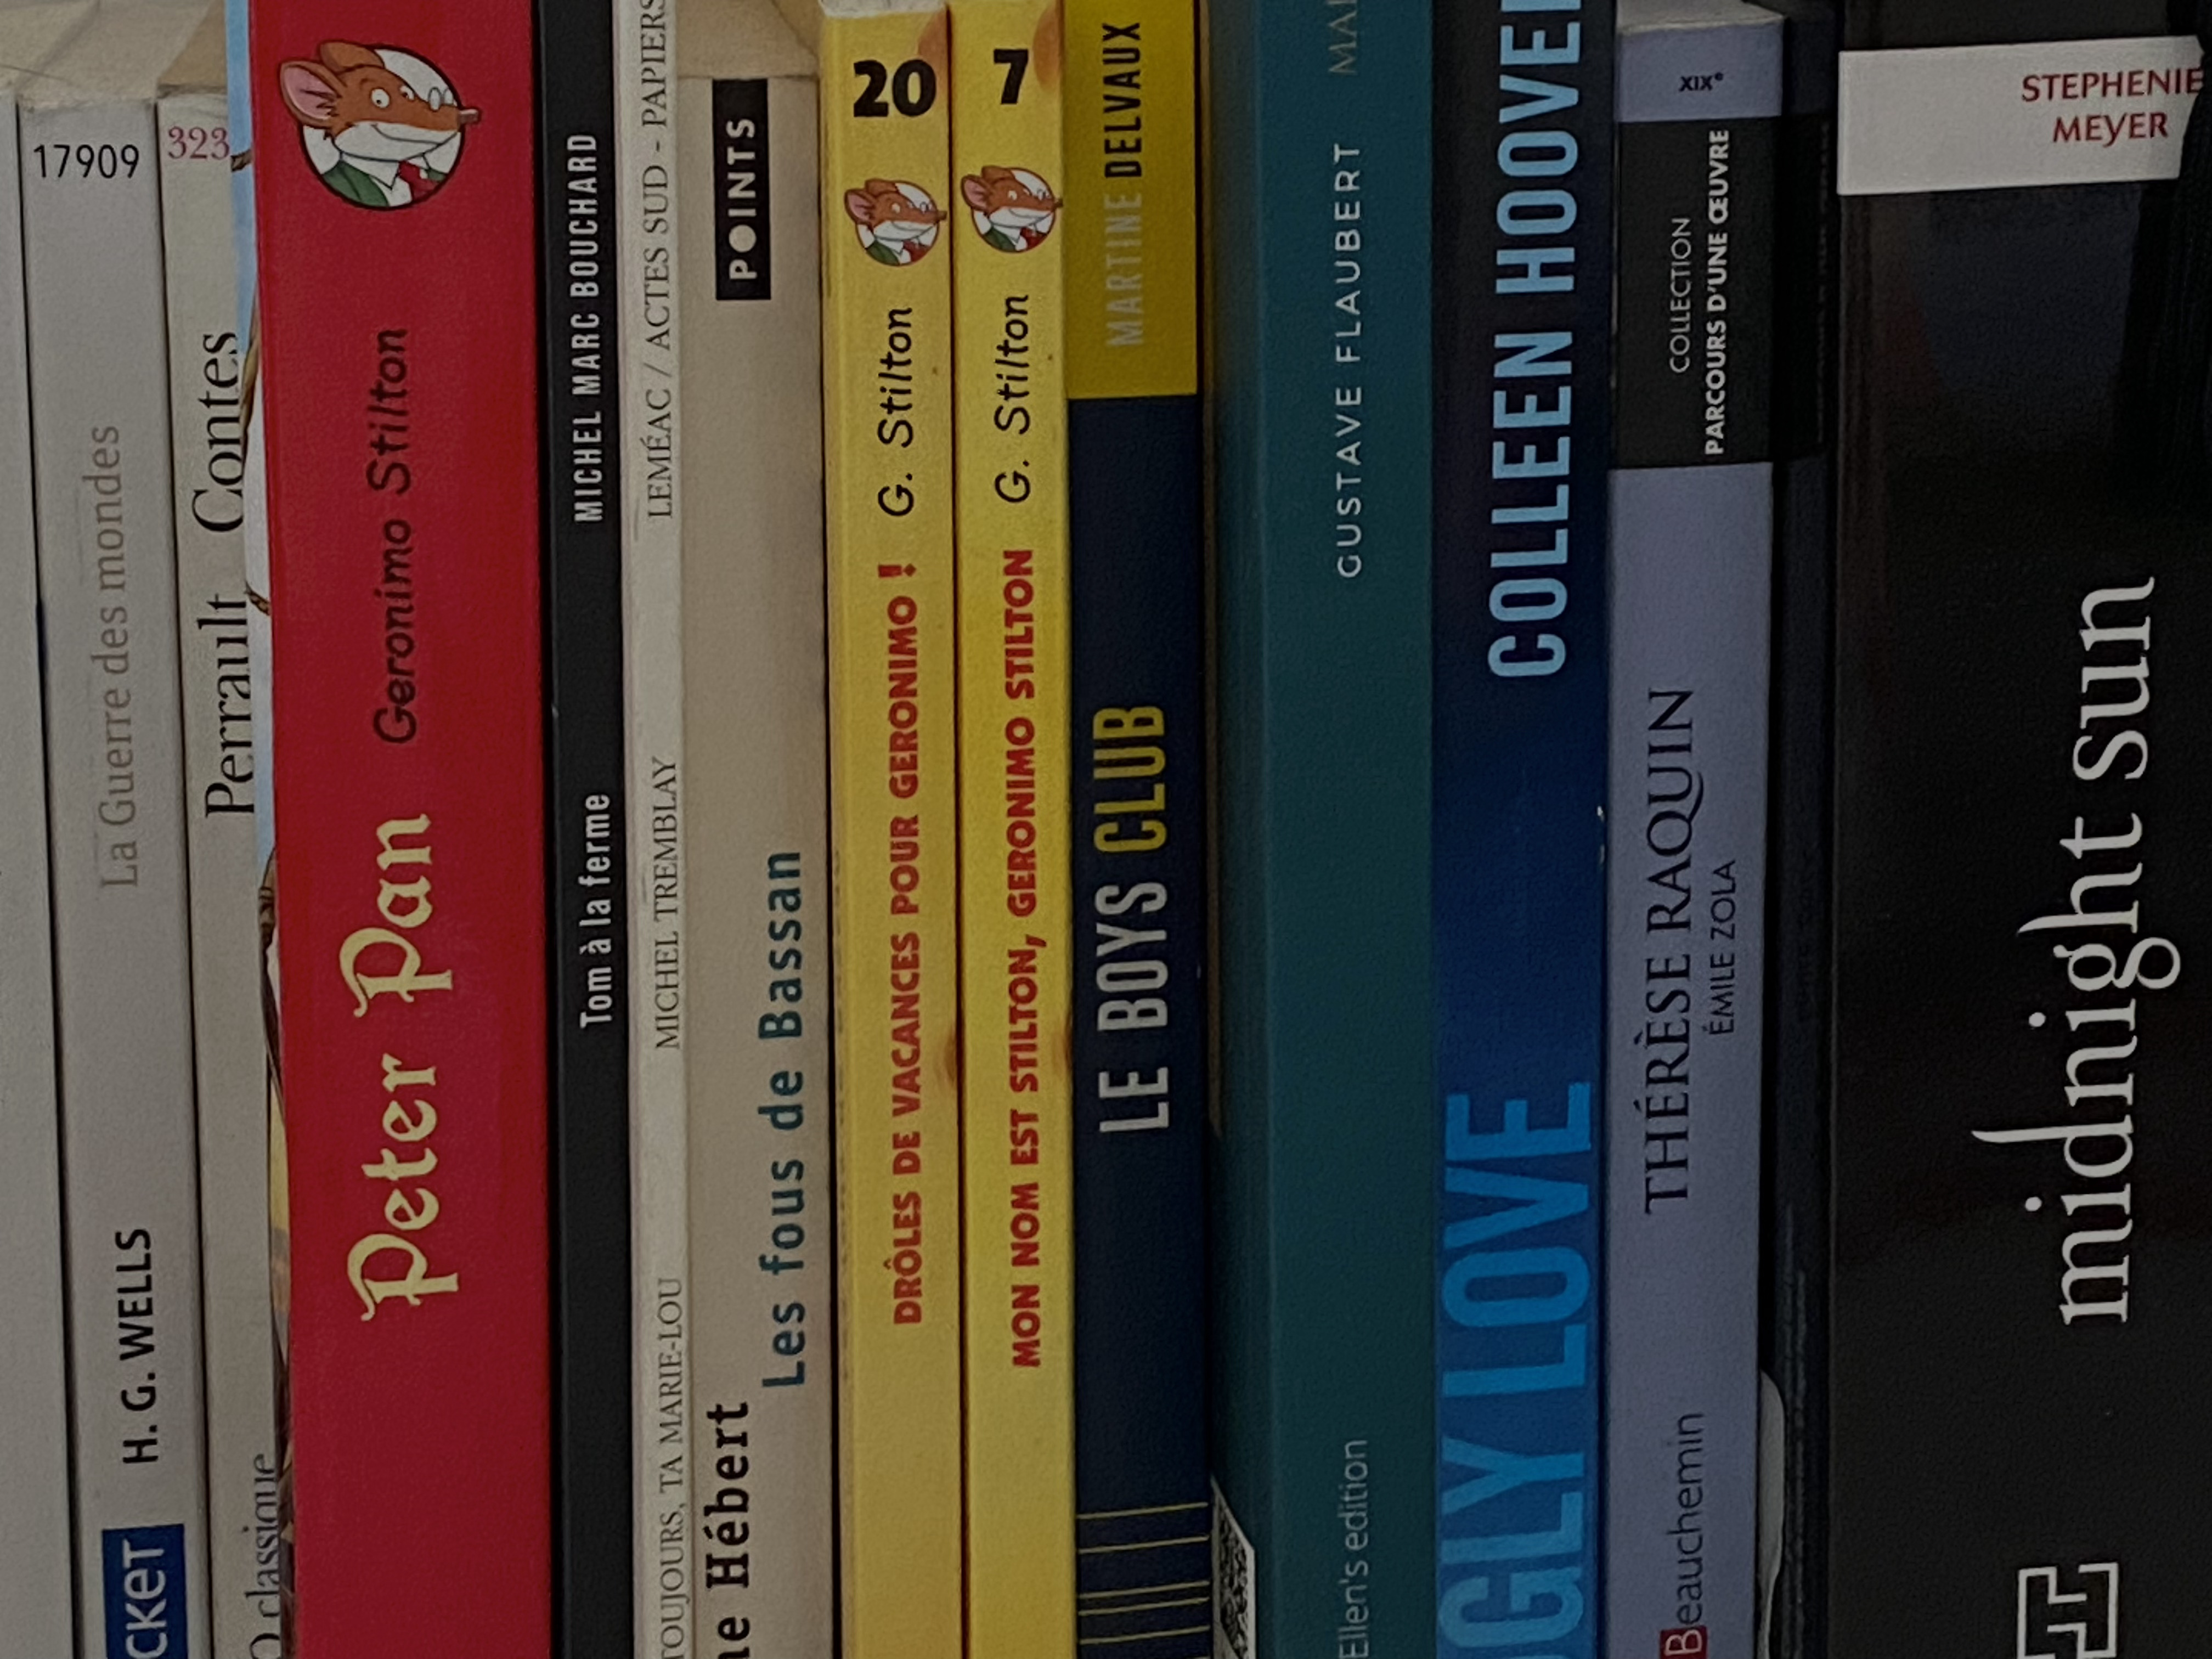 17909
La Guerre des mondes
H. G. WELLS
CKET
323
Perrault Contes
O classique
Peter Pan Geronimo Stilton
Tom à la ferme MICHEL MARC BOUCHARD
TOUJOURS, TA MARIE-LOU MICHEL TREMBLAY LEMÉAC / ACTES SUD - PAPIERS
POINTS
ne Hébert
Les fous de Bassan
20
DRÔLES DE VACANCES POUR GERONIMO ! G. Stilton
7
MON NOM EST STILTON, GERONIMO STILTON G. Stilton
LE BOYS CLUB MARTINE DELVAUX
Ellen's edition GUSTAVE FLAUBERT MA
GLY LOVE COLLEEN HOOVE
XIXe
COLLECTION
PARCOURS D'UNE ŒUVRE
THÉRÈSE RAQUIN
ÉMILE ZOLA
Beauchemin
STEPHENIE
MEYER
midnight sun